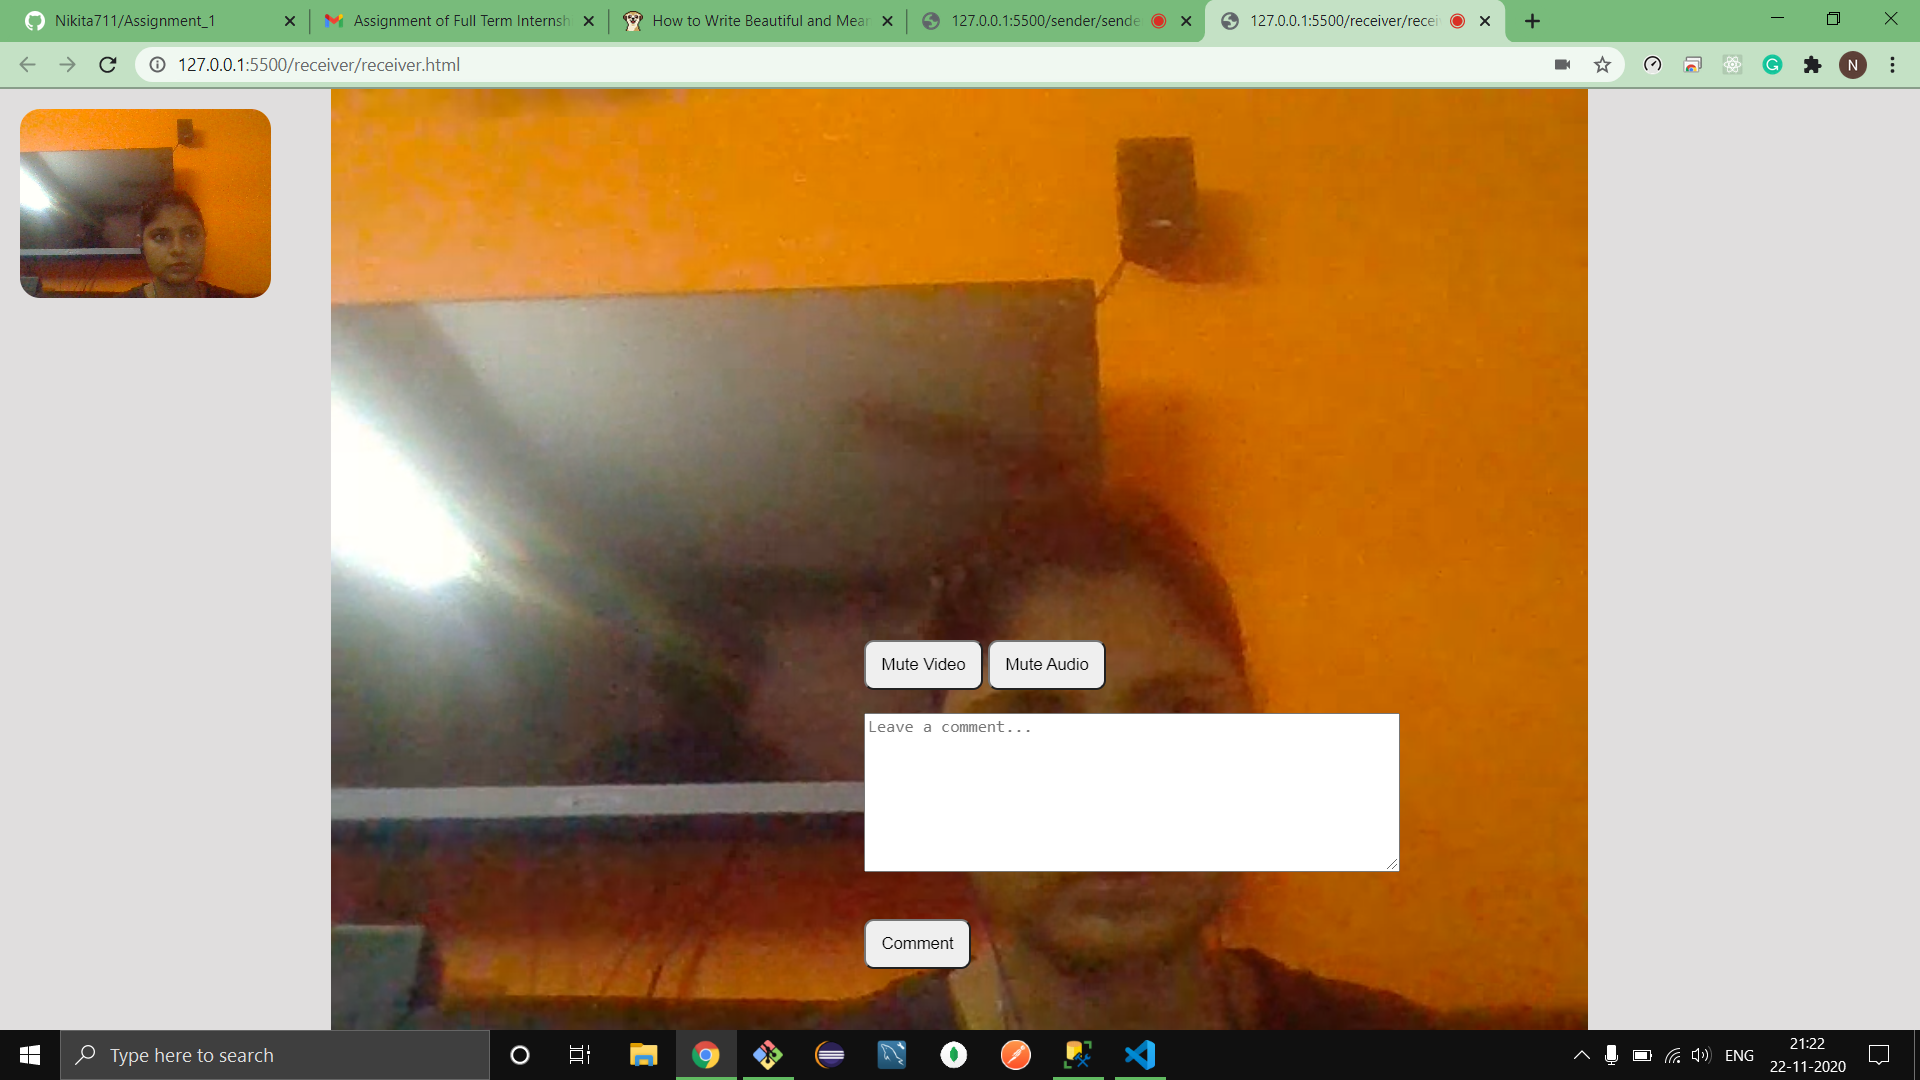 Nikita711/Assignment_1
Assignment of Full Term Internsh
How to Write Beautiful and Mear
127.0.0.1:5500/sender/sende
127.0.0.1:5500/receiver/recei
127.0.0.1:5500/receiver/receiver.html
N
Mute Video
Mute Audio
Leave a comment...
Comment
Type here to search
ENG
21:22
22-11-2020